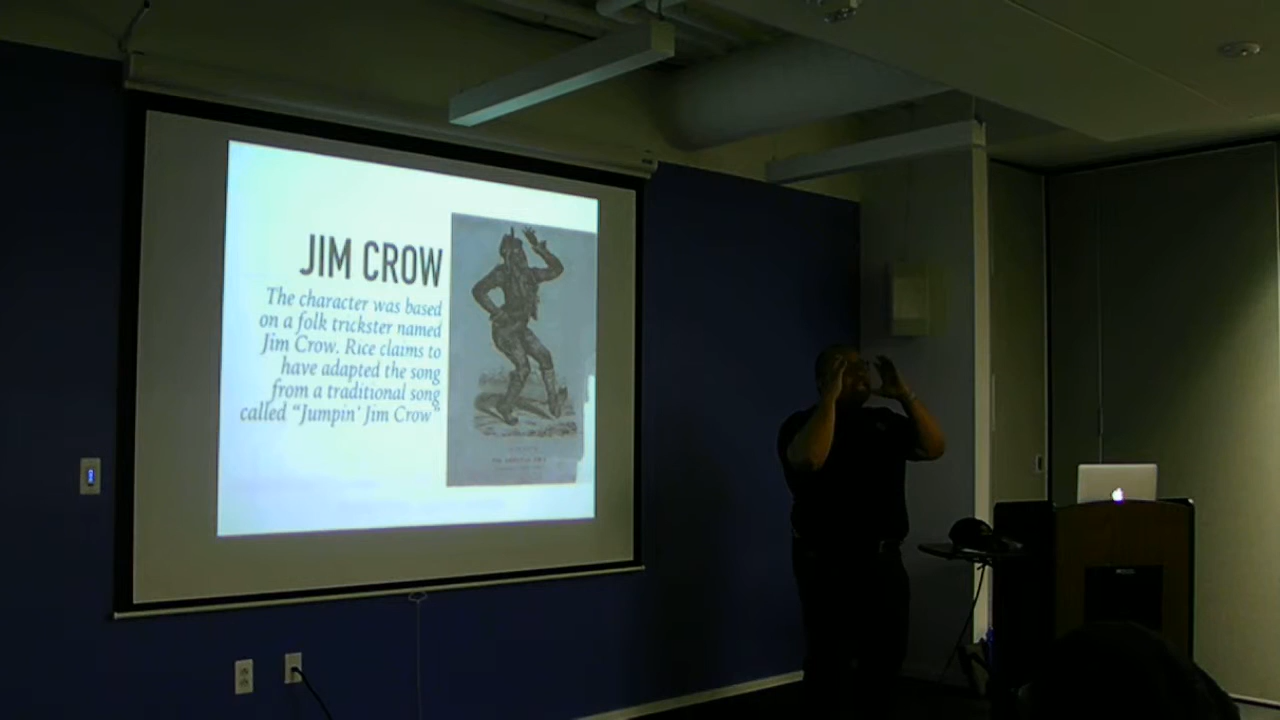 JIM CROW
The character was based
on a folk trickster named
Jim Crow. Rice claims to
have adapted the song
from a traditional song
called "Jumpin' Jim Crow"